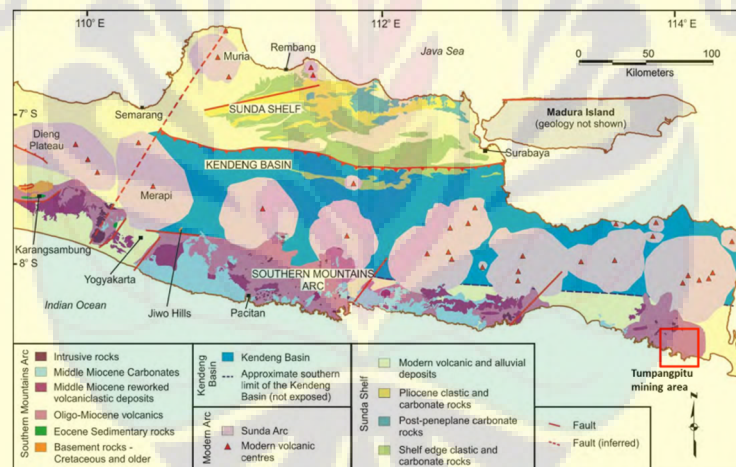 110° E
112° E
114° E
Muria
Rembang
Java Sea
0 50 100
Kilometers
SUNDA SHELF
Madura Island
(geology not shown)
7° S
Semarang
Dieng
Plateau
KENDENG BASIN
Surabaya
Merapi
Karangsambung
8° S
Yogyakarta
SOUTHERN MOUNTAINS
ARC
Indian Ocean
Jiwo Hills
Pacitan
Tumpangpitu
mining area
N
Southern Mountains Arc
Intrusive rocks
Middle Miocene Carbonates
Middle Miocene reworked
volcaniclastic deposits
Oligo-Miocene volcanics
Eocene Sedimentary rocks
Basement rocks -
Cretaceous and older
Kendeng
Basin
Kendeng Basin
Approximate southern
limit of the Kendeng
Basin (not exposed)
Modern Arc
Sunda Arc
Modern volcanic
centres
Sunda Shelf
Modern volcanic and alluvial
deposits
Pliocene clastic and
carbonate rocks
Post-peneplane carbonate
rocks
Shelf edge clastic and
carbonate rocks
Fault
Fault (inferred)